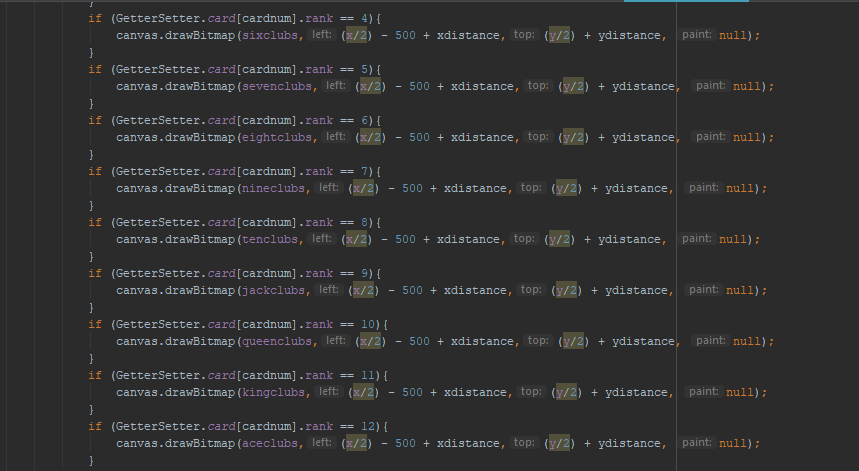 }
if (GetterSetter.card[cardnum].rank == 4){
canvas.drawBitmap(sixclubs, left: (x/2) - 500 + xdistance, top: (y/2) + ydistance, paint: null);
}
if (GetterSetter.card[cardnum].rank == 5){
canvas.drawBitmap(sevenclubs, left: (x/2) - 500 + xdistance, top: (y/2) + ydistance, paint: null);
}
if (GetterSetter.card[cardnum].rank == 6){
canvas.drawBitmap(eightclubs, left: (x/2) - 500 + xdistance, top: (y/2) + ydistance, paint: null);
}
if (GetterSetter.card[cardnum].rank == 7){
canvas.drawBitmap(nineclubs, left: (x/2) - 500 + xdistance, top: (y/2) + ydistance, paint: null);
}
if (GetterSetter.card[cardnum].rank == 8){
canvas.drawBitmap(tenclubs, left: (x/2) - 500 + xdistance, top: (y/2) + ydistance, paint: null);
}
if (GetterSetter.card[cardnum].rank == 9){
canvas.drawBitmap(jackclubs, left: (x/2) - 500 + xdistance, top: (y/2) + ydistance, paint: null);
}
if (GetterSetter.card[cardnum].rank == 10){
canvas.drawBitmap(queenclubs, left: (x/2) - 500 + xdistance, top: (y/2) + ydistance, paint: null);
}
if (GetterSetter.card[cardnum].rank == 11){
canvas.drawBitmap(kingclubs, left: (x/2) - 500 + xdistance, top: (y/2) + ydistance, paint: null);
}
if (GetterSetter.card[cardnum].rank == 12){
canvas.drawBitmap(aceclubs, left: (x/2) - 500 + xdistance, top: (y/2) + ydistance, paint: null);
}